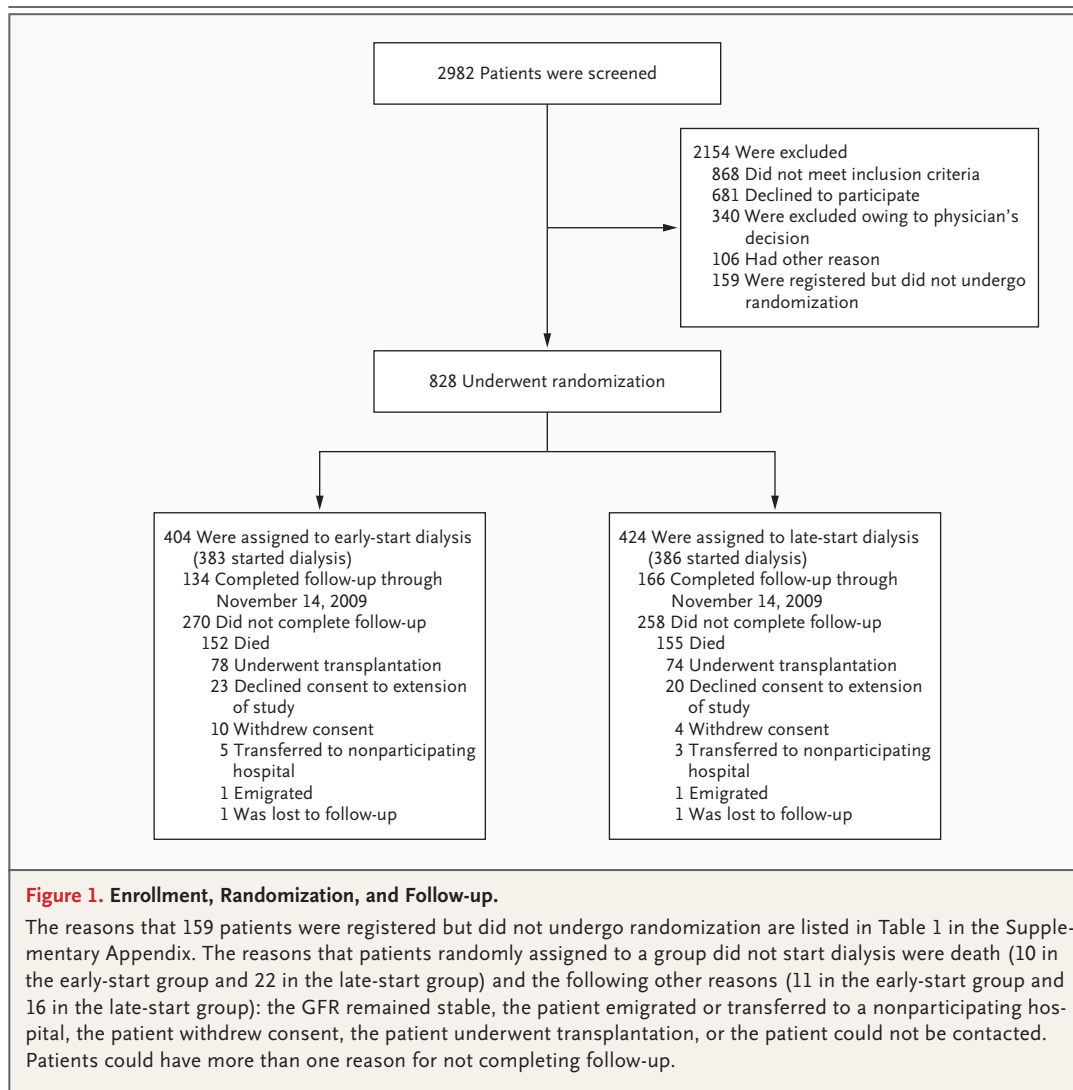 2982 Patients were screened
2154 Were excluded
868 Did not meet inclusion criteria
681 Declined to participate
340 Were excluded owing to physician's
decision
106 Had other reason
159 Were registered but did not undergo
randomization
828 Underwent randomization
404 Were assigned to early-start dialysis
(383 started dialysis)
134 Completed follow-up through
November 14, 2009
270 Did not complete follow-up
152 Died
78 Underwent transplantation
23 Declined consent to extension
of study
10 Withdrew consent
5 Transferred to nonparticipating
hospital
1 Emigrated
1 Was lost to follow-up
424 Were assigned to late-start dialysis
(386 started dialysis)
166 Completed follow-up through
November 14, 2009
258 Did not complete follow-up
155 Died
74 Underwent transplantation
20 Declined consent to extension
of study
4 Withdrew consent
3 Transferred to nonparticipating
hospital
1 Emigrated
1 Was lost to follow-up
Figure 1. Enrollment, Randomization, and Follow-up.
The reasons that 159 patients were registered but did not undergo randomization are listed in Table 1 in the Supple-
mentary Appendix. The reasons that patients randomly assigned to a group did not start dialysis were death (10 in
the early-start group and 22 in the late-start group) and the following other reasons (11 in the early-start group and
16 in the late-start group): the GFR remained stable, the patient emigrated or transferred to a nonparticipating hos-
pital, the patient withdrew consent, the patient underwent transplantation, or the patient could not be contacted.
Patients could have more than one reason for not completing follow-up.